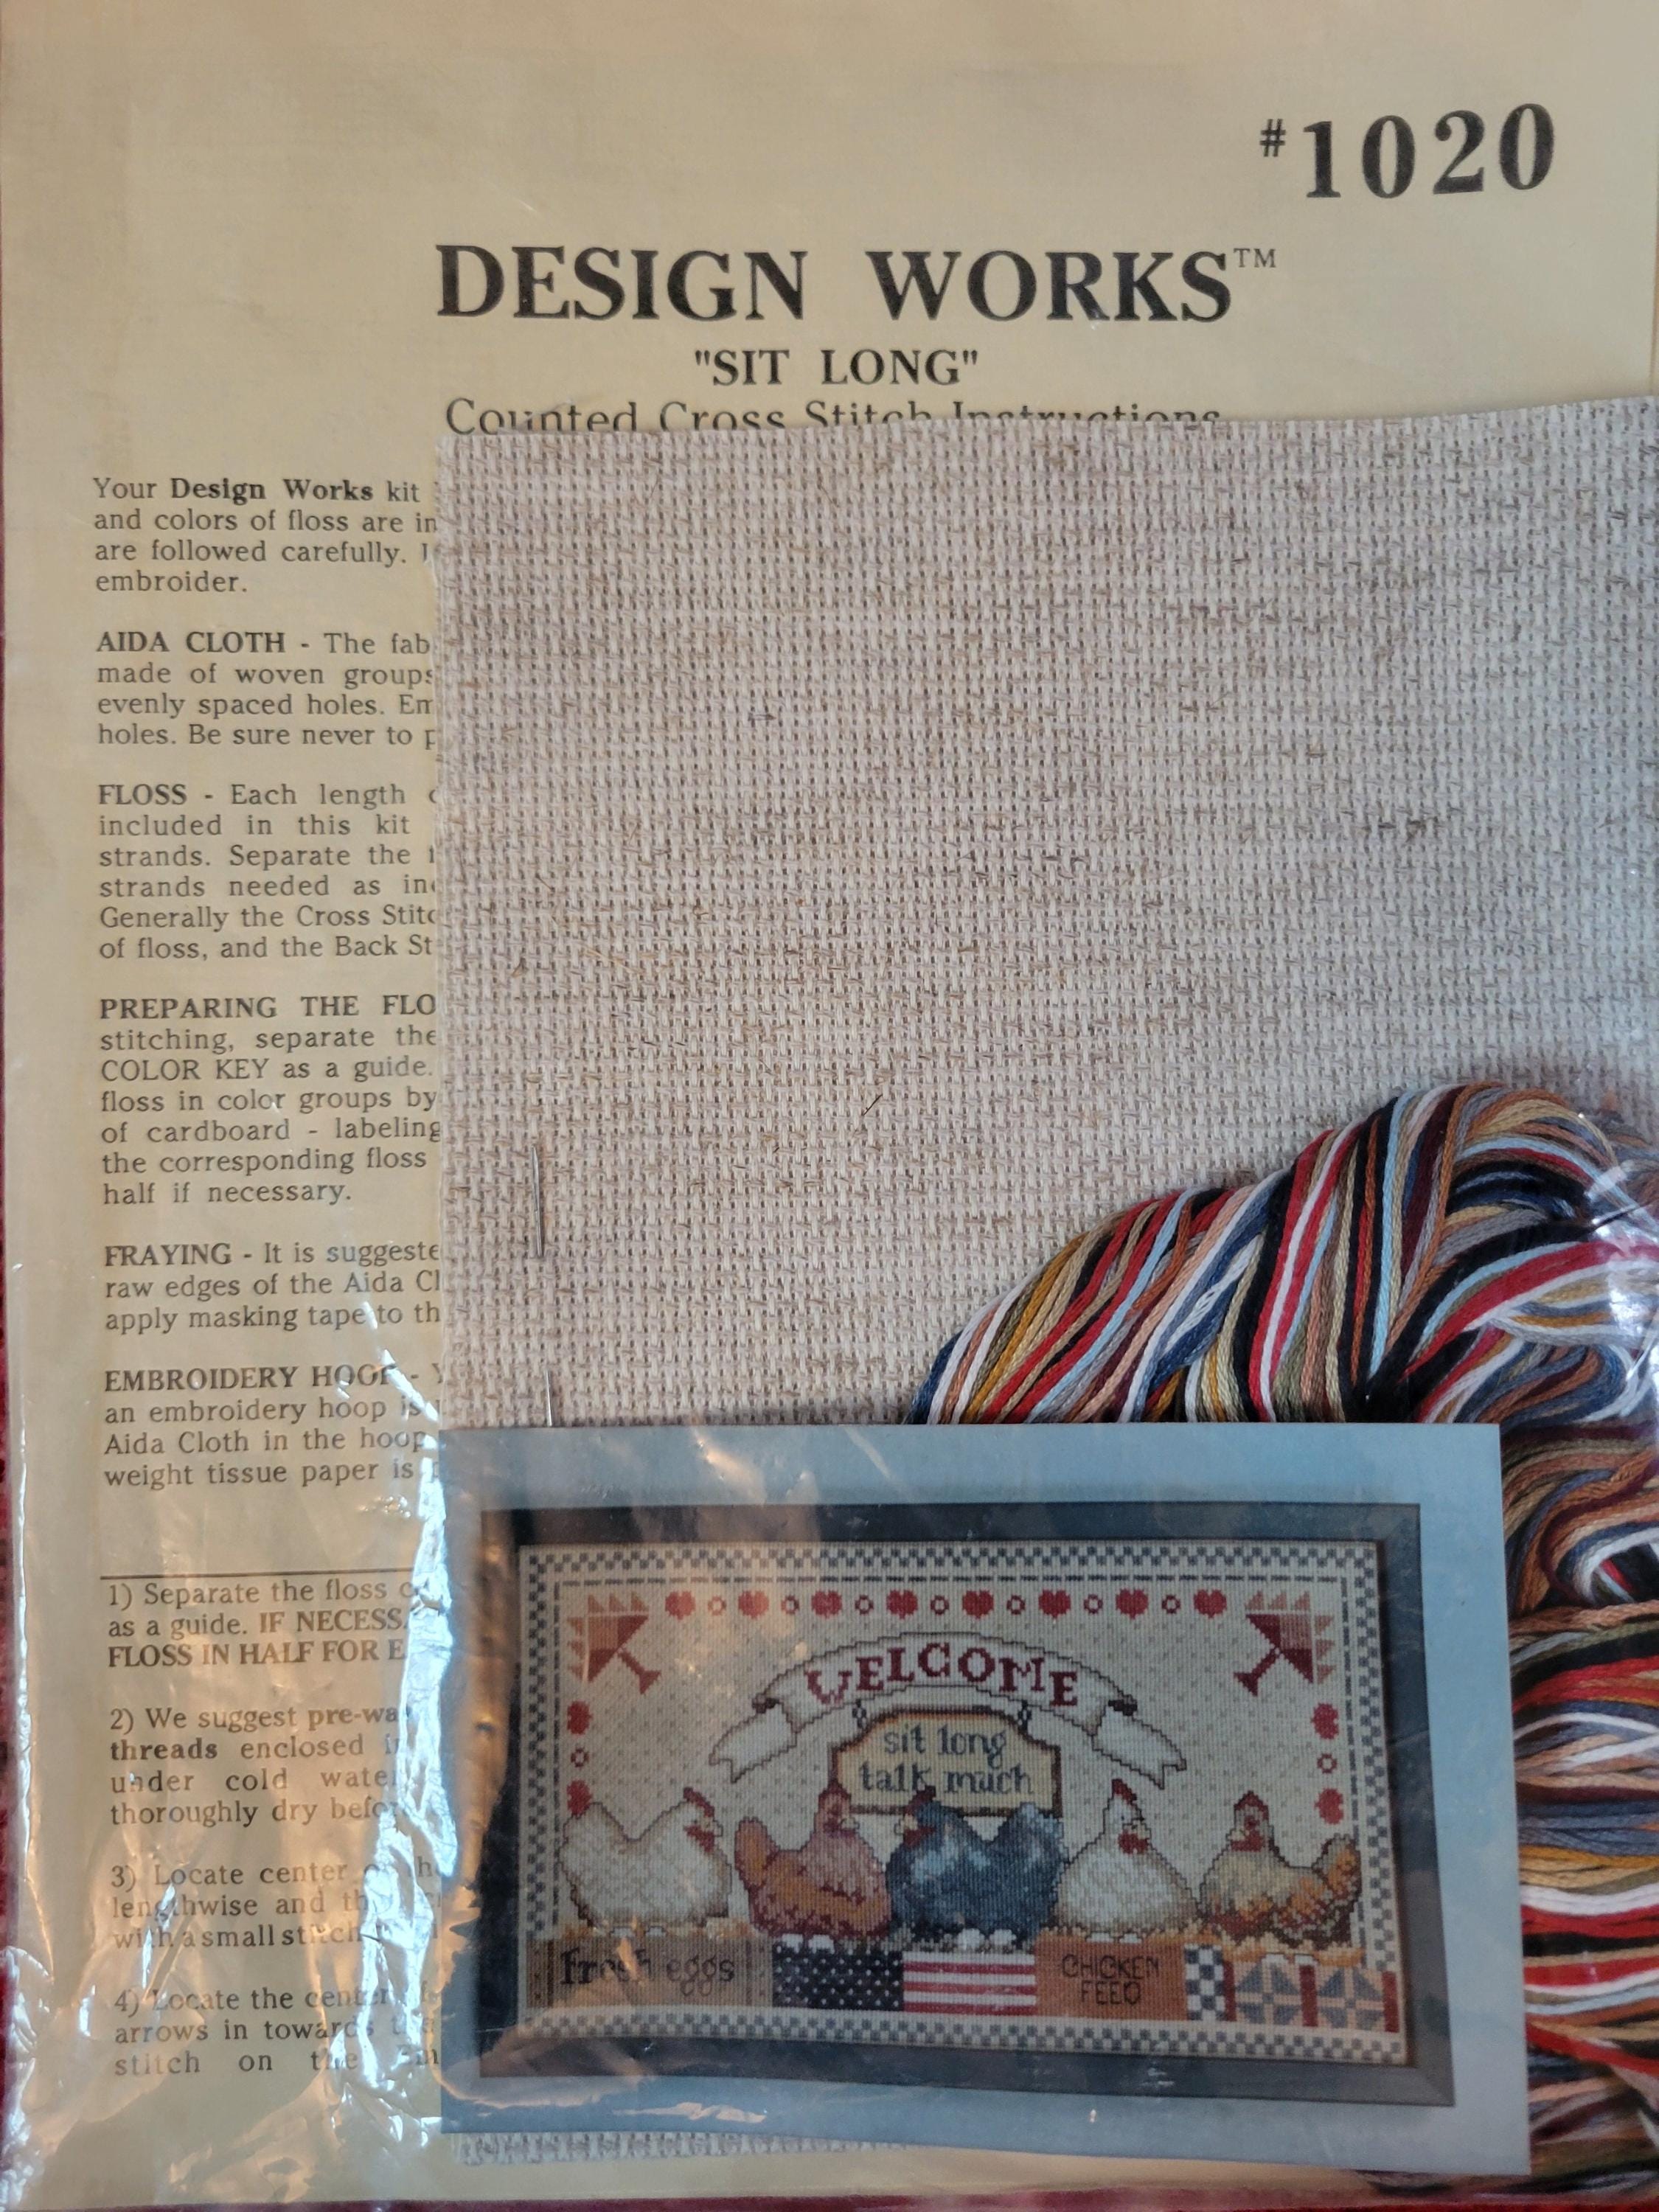 #1020
DESIGN WORKS™
"SIT LONG"
Counted Cross Stitch Instructions
Your Design Works kit
and colors of floss are in
are followed carefully.
embroider.
AIDA CLOTH - The fab
made of woven groups
evenly spaced holes. Em
holes. Be sure never to p
FLOSS - Each length
included in this kit
strands. Separate the
strands needed as in
Generally the Cross Stitc
of floss, and the Back St
PREPARING THE FLO
stitching, separate the
COLOR KEY as a guide.
floss in color groups by
of cardboard - labeling
the corresponding floss
half if necessary.
FRAYING - It is suggeste
raw edges of the Aida Cl
apply masking tape to th
EMBROIDERY HOOP - Y
an embroidery hoop is
Aida Cloth in the hoop
weight tissue paper is
1) Separate the floss
as a guide. IF NECESSA
FLOSS IN HALF FOR E
2) We suggest pre-wa
threads enclosed
under cold wate
thoroughly dry befo
3) Locate center
lengthwise and
with a small stitch
4) Locate the center
arrows in towards
stitch on the
WELCOME
sit long
talk much
fresh eggs
CHICKEN
FEED